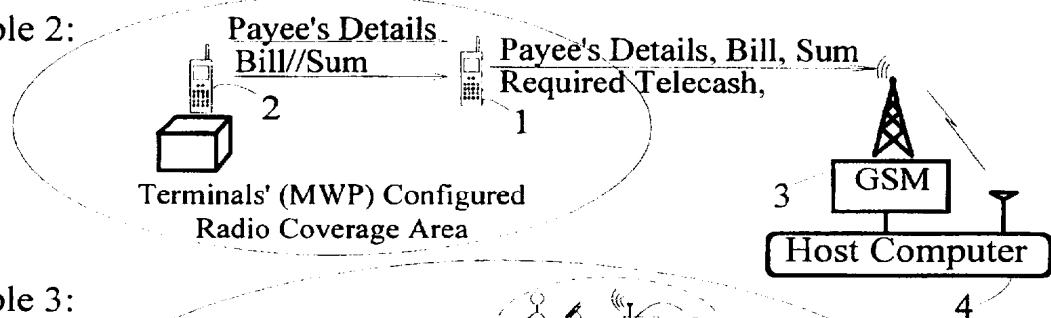 ple 2:
Payee's Details
Bill//Sum
Payee's Details, Bill, Sum
Required Telecash,
2
1
Terminals' (MWP) Configured
Radio Coverage Area
3
GSM
Host Computer
4
ple 3: